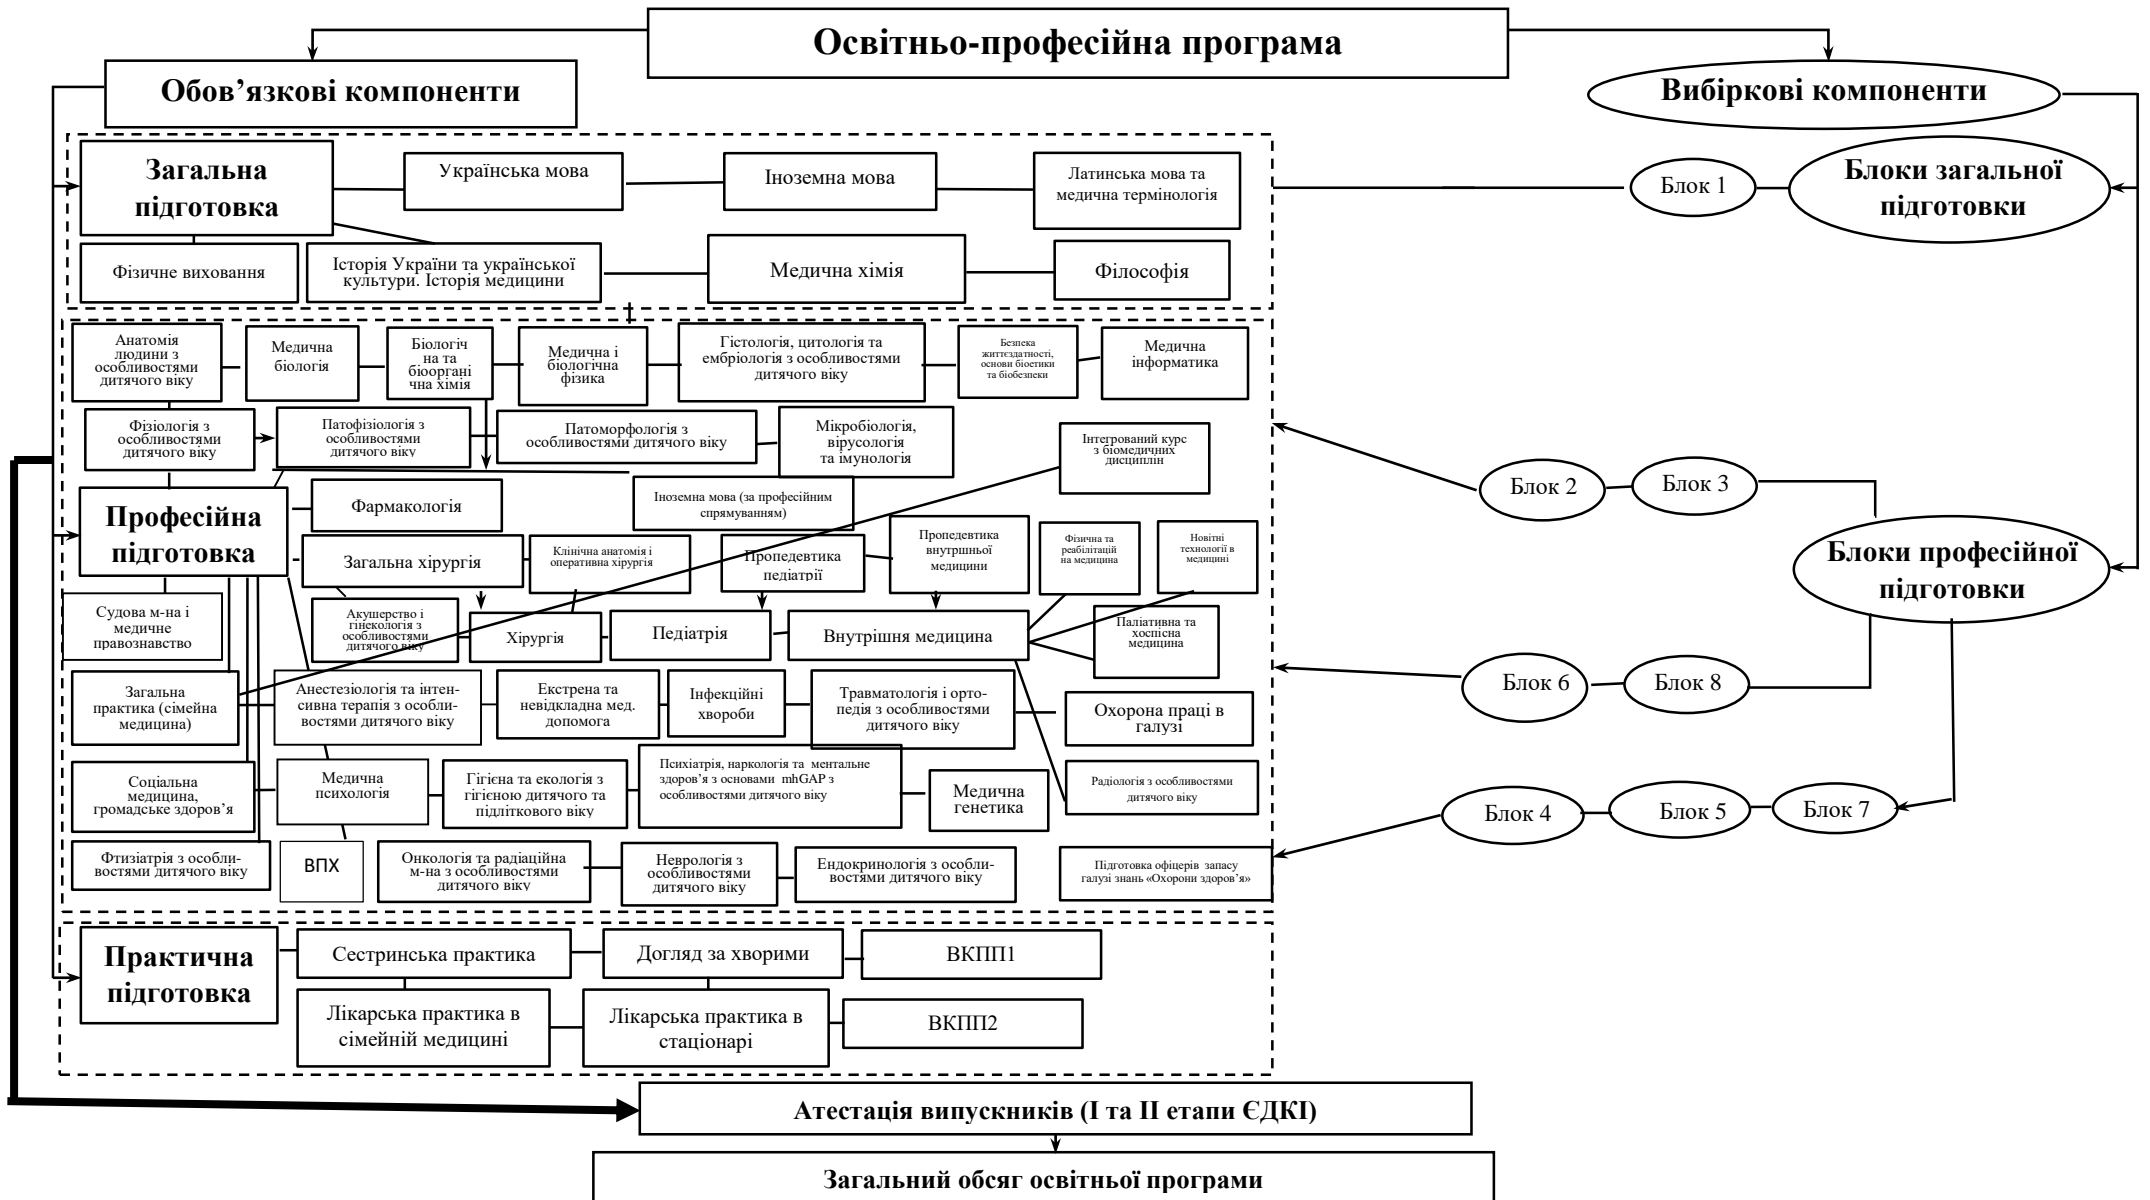 Освітньо-професійна програма
Обов’язкові компоненти
Вибіркові компоненти
Загальна
підготовка
Українська мова
Іноземна мова
Латинська мова та
медична термінологія
Блок 1
Блоки загальної
підготовки
Фізичне виховання
Історія України та української
культури. Історія медицини
Медична хімія
Філософія
Анатомія
людини з
особливостями
дитячого віку
Медична
біологія
Біологіч
на та
біооргані
чна хімія
Медична і
біологічна
фізика
Гістологія, цитологія та
ембріологія з особливостями
дитячого віку
Безпека
життєздатності,
основи біоетики
та біобезпеки
Медична
інформатика
Фізіологія з
особливостями
дитячого віку
Патофізіологія з
особливостями
дитячого віку
Патоморфологія з
особливостями дитячого віку
Мікробіологія,
вірусологія
та імунологія
Інтегрований курс
з біомедичних
дисциплін
Блок 2
Блок 3
Професійна
підготовка
Фармакологія
Іноземна мова (за професійним
спрямуванням)
Загальна хірургія
Клінічна анатомія і
оперативна хірургія
Пропедевтика
педіатрії
Пропедевтика
внутршньої
медицини
Фізична та
реабілітацій
на медицина
Новітні
технології в
медицині
Блоки професійної
підготовки
Судова м-на і
медичне
правознавство
Акушерство і
гінекологія з
особливостями
дитячого віку
Хірургія
Педіатрія
Внутрішня медицина
Паліативна та
хоспісна
медицина
Загальна
практика (сімейна
медицина)
Анестезіологія та інтен-
сивна терапія з особли-
востями дитячого віку
Екстрена та
невідкладна мед.
допомога
Інфекційні
хвороби
Травматологія і орто-
педія з особливостями
дитячого віку
Охорона праці в
галузі
Блок 6
Блок 8
Соціальна
медицина,
громадське здоров’я
Медична
психологія
Гігієна та екологія з
гігієною дитячого та
підліткового віку
Психіатрія, наркологія та ментальне
здоров’я з основами mhGAP з
особливостями дитячого віку
Медична
генетика
Радіологія з особливостями
дитячого віку
Блок 4
Блок 5
Блок 7
Фтизіатрія з особли-
востями дитячого віку
ВПХ
Онкологія та радіаційна
м-на з особливостями
дитячого віку
Неврологія з
особливостями
дитячого віку
Ендокринологія з особли-
востями дитячого віку
Підготовка офіцерів запасу
галузі знань «Охорони здоров’я»
Практична
підготовка
Сестринська практика
Догляд за хворими
ВКПП1
Лікарська практика в
сімейній медицині
Лікарська практика в
стаціонарі
ВКПП2
Атестація випускників (І та ІІ етапи ЄДКІ)
Загальний обсяг освітньої програми